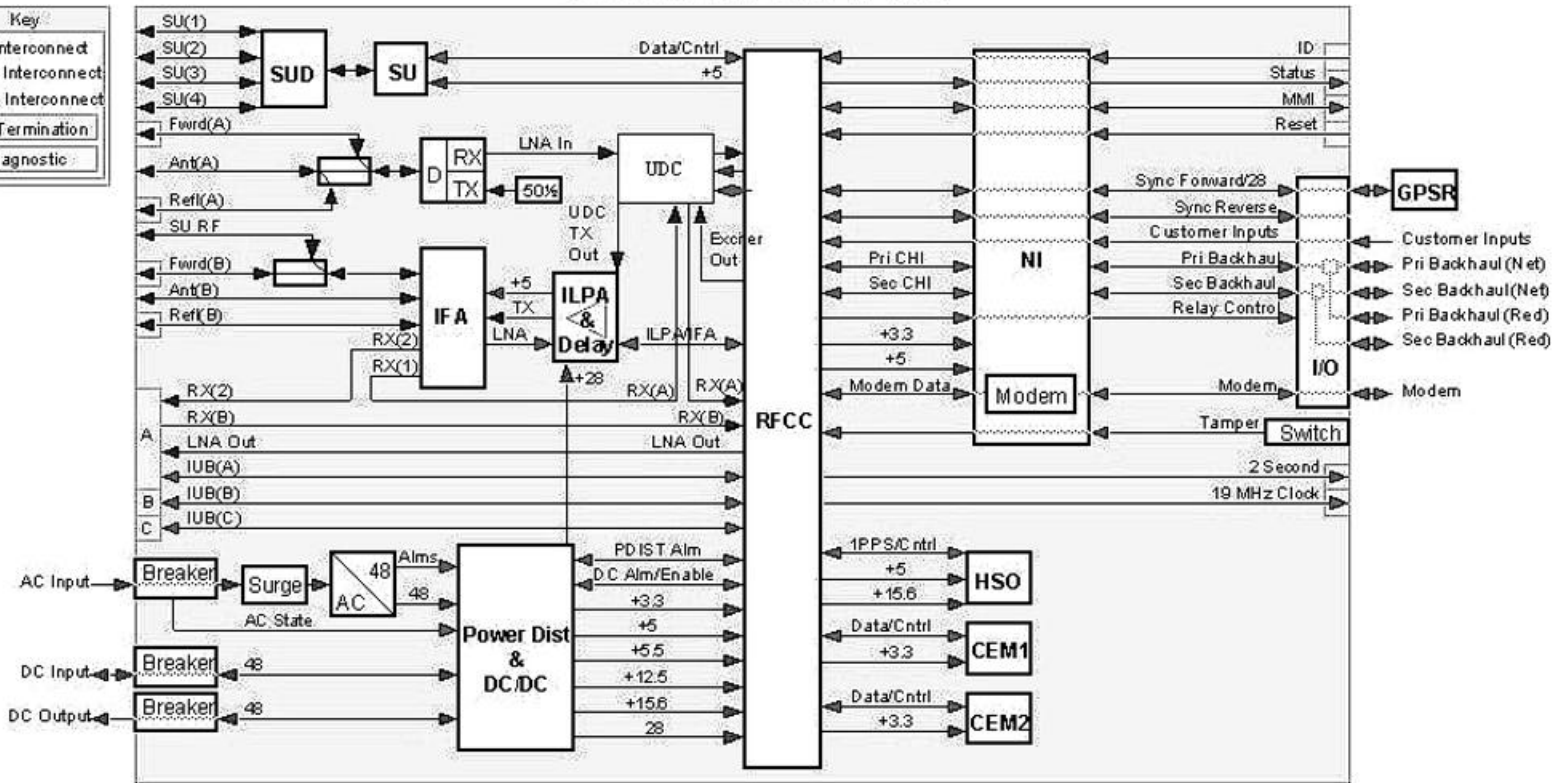 Key
nterconnect
Interconnect
Interconnect
Termination
agnostic
SU(1)
SU(2)
SU(3)
SU(4)
SUD
SU
Data/Cntrl
+5
Fwrd(A)
Ant(A)
Refl(A)
SU RF
Fwrd(B)
Ant(B)
Refl(B)
D
RX
TX
LNA In
50%
UDC
UDC
TX
Out
Exciter
Out
IFA
+5
TX
LNA
ILPA
&
Delay
ILPA/IFA
+28
RX(2)
RX(1)
RX(A)
RX(A)
RX(B)
A
RX(2)
RX(B)
LNA Out
LNA Out
IUB(A)
B
IUB(B)
C
IUB(C)
RFCC
AC Input
Breaker
Surge
48
AC
Alms
48
AC State
DC Input
Breaker
48
DC Output
Breaker
48
Power Dist
&
DC/DC
PDIST Alm
DC Alm/Enable
+3.3
+5
+5.5
+12.5
+15.6
28
Pri CHI
Sec CHI
+3.3
+5
Modem Data
NI
Modem
ID
Status
MMI
Reset
Sync Forward/28
Sync Reverse
Customer Inputs
Pri Backhaul
Sec Backhaul
Relay Contro
Modem
Tamper
Switch
I/O
GPSR
Customer Inputs
Pri Backhaul(Net)
Sec Backhaul(Net)
Pri Backhaul(Red)
Sec Backhaul(Red)
Modem
2 Second
19 MHz Clock
1PPS/Cntrl
+5
+15.6
HSO
Data/Cntrl
+3.3
CEM1
Data/Cntrl
+3.3
CEM2